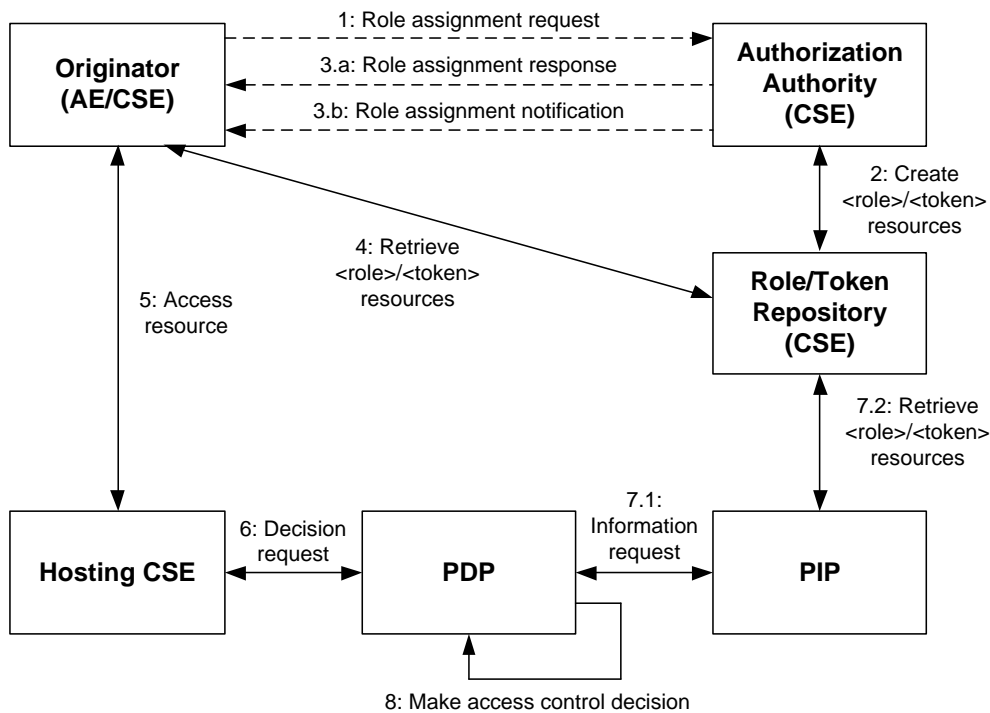 1: Role assignment request
Originator
(AE/CSE)
3.a: Role assignment response
3.b: Role assignment notification
Authorization
Authority
(CSE)
2: Create
<role>/<token>
resources
4: Retrieve
<role>/<token>
resources
Role/Token
Repository
(CSE)
5: Access
resource
7.2: Retrieve
<role>/<token>
resources
Hosting CSE
6: Decision
request
PDP
7.1:
Information
request
PIP
8: Make access control decision